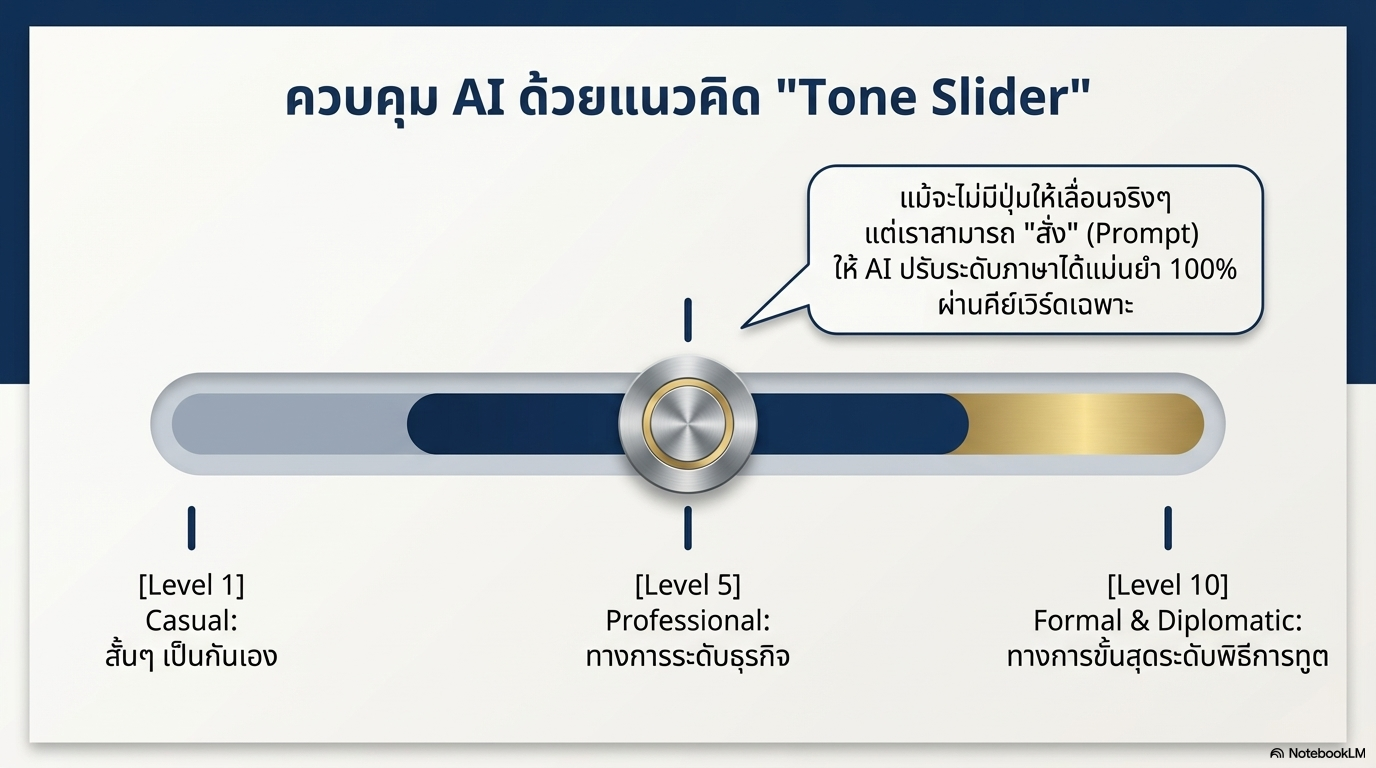 ควบคุม AI ด้วยแนวคิด "Tone Slider"
แม้จะไม่มีปุ่มให้เลื่อนจริงๆ
แต่เราสามารถ "สั่ง" (Prompt)
ให้ AI ปรับระดับภาษาได้แม่นยำ 100%
ผ่านคีย์เวิร์ดเฉพาะ
[Level 1]
Casual:
สั้นๆ เป็นกันเอง
[Level 5]
Professional:
ทางการระดับธุรกิจ
[Level 10]
Formal & Diplomatic:
ทางการขั้นสุดระดับพิธีการทูต
NotebookLM